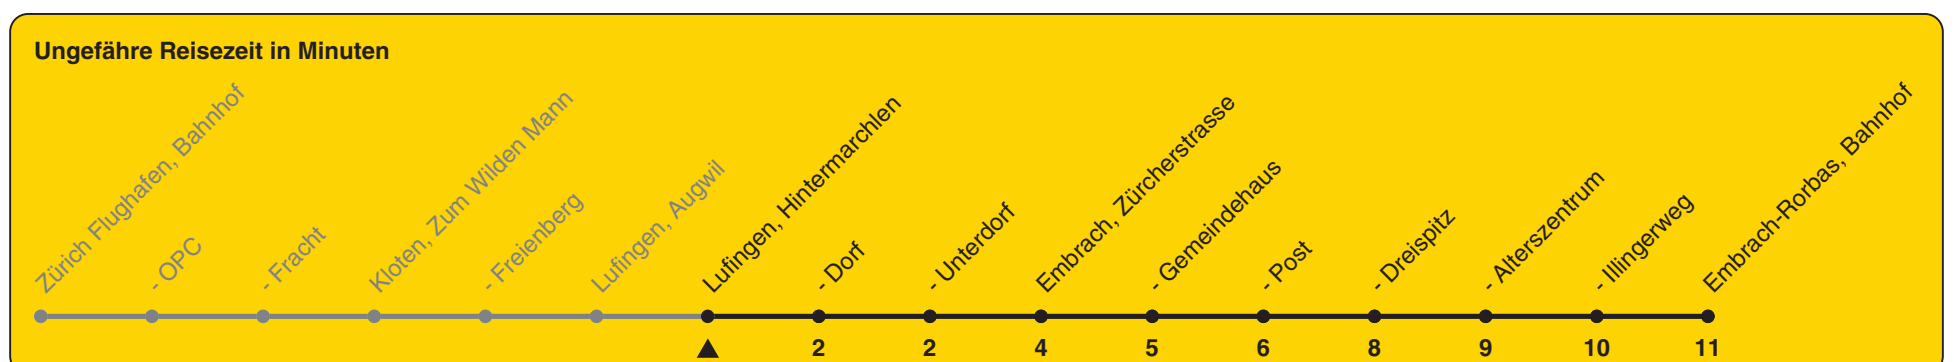 Ungefähre Reisezeit in Minuten
Zürich Flughafen, Bahnhof
- OPC
- Fracht
Kloten, Zum Wilden Mann
- Freienberg
Lufingen, Augwil
Lufingen, Hintermarchlen
- Dorf
- Unterdorf
Embrach, Zürcherstrasse
- Gemeindehaus
- Post
- Dreispitz
- Alterszentrum
- Illingerweg
Embrach-Rorbas, Bahnhof
2 2 4 5 6 8 9 10 11